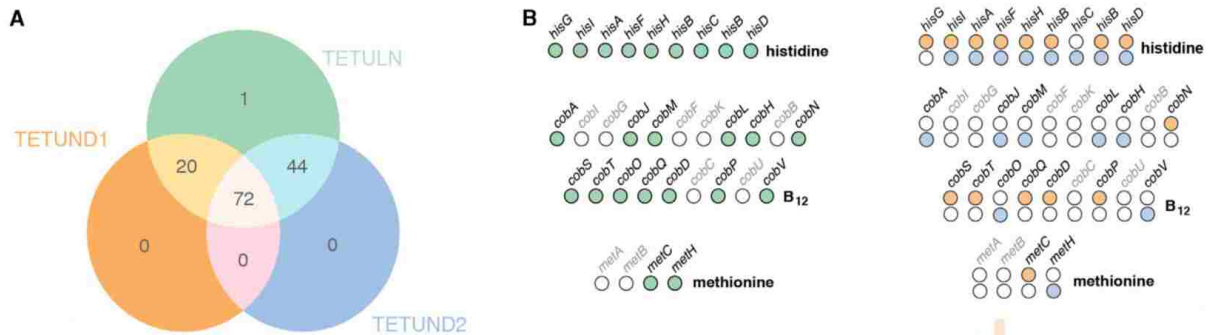 A
TETULN
1
TETUND1
20
44
72
0
0
0
TETUND2
B
hisG hisI hisA hisF hisH hisB hisC hisB hisD
histidine
cobA cobI cobG cobJ cobM cobF cobK cobL cobH cobB cobN
cobS cobT cobO cobQ cobD cobC cobP cobU cobV
B12
metA metB metC metH
methionine
hisG hisI hisA hisF hisH hisB hisC hisB hisD
histidine
cobA cobI cobG cobJ cobM cobF cobK cobL cobH cobB cobN
cobS cobT cobO cobQ cobD cobC cobP cobU cobV
B12
metA metB metC metH
methionine